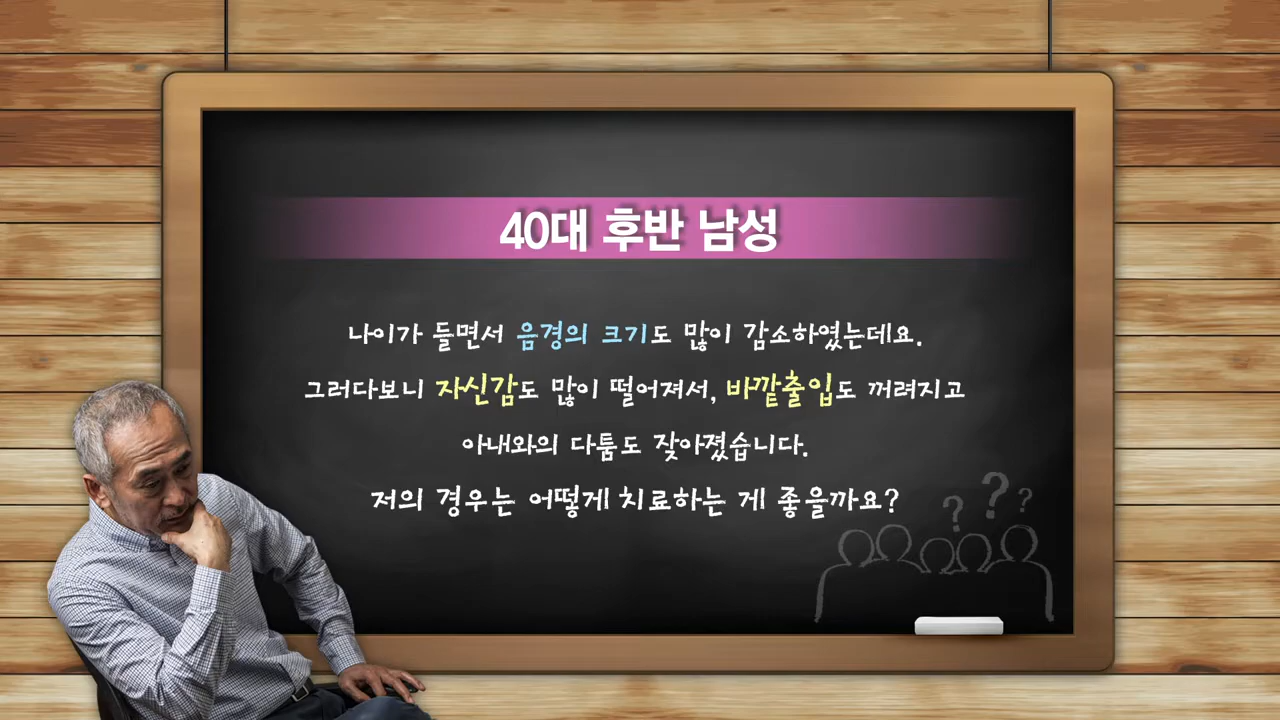 40대 후반 남성
나이가 들면서 음경의 크기도 많이 감소하였는데요.
그러다보니 자신감도 많이 떨어져서, 바깥출입도 꺼려지고
아내와의 다툼도 잦아졌습니다.
저의 경우는 어떻게 치료하는 게 좋을까요?
? ? ?